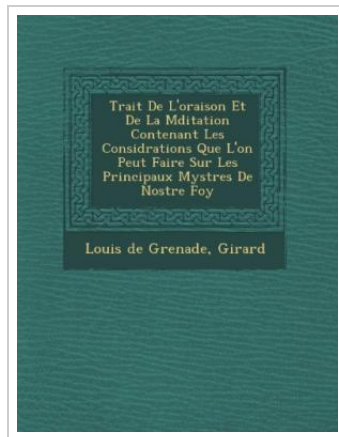 Trait De L'oraison Et
De La Mditation
Contenant Les
Considrations Que L'on
Peut Faire Sur Les
Principaux Mystres De
Nostre Foy
Louis de Grenade, Girard